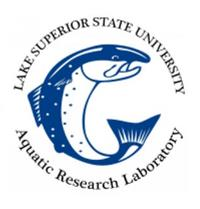 LAKE SUPERIOR STATE UNIVERSITY
Aquatic Research Laboratory